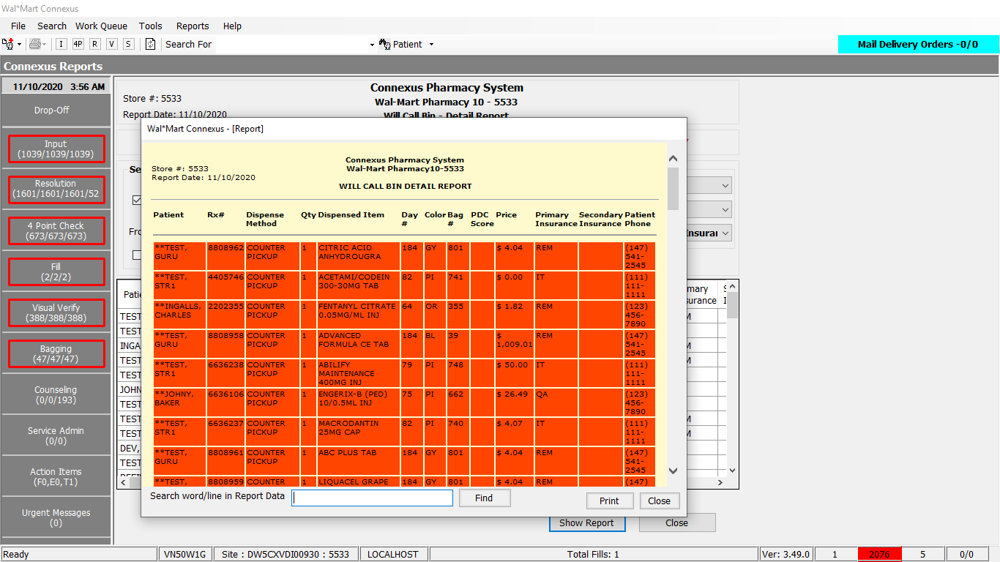 Wal*Mart Connexus
File Search Work Queue Tools Reports Help
I 4P R V S Search For Patient
Mail Delivery Orders -0/0
Connexus Reports
11/10/2020 3:56 AM
Drop-Off
Input
(1039/1039/1039)
Resolution
(1601/1601/1601/52
4 Point Check
(673/673/673)
Fill
(2/2/2)
Visual Verify
(388/388/388)
Bagging
(47/47/47)
Counseling
(0/0/193)
Service Admin
(0/0)
Action Items
(F0,E0,T1)
Urgent Messages
(0)
Connexus Pharmacy System
Store #: 5533
Wal-Mart Pharmacy 10 - 5533
Report Date: 11/10/2020
Will Call Bin - Detail Report
Se
Fro
Insurar
Patie
mary
surance
S
I
TEST
M
TEST
INGA
M
TEST
M
TEST
JOHN
TEST
TEST
M
TEST
M
DEV,
TEST
Wal*Mart Connexus - [Report]
Connexus Pharmacy System
Store #: 5533
Wal-Mart Pharmacy10-5533
Report Date: 11/10/2020
WILL CALL BIN DETAIL REPORT
Patient Rx# Dispense Qty Dispensed Item Day Color Bag PDC Price Primary Secondary Patient
Method # # Score Insurance Insurance Phone
**TEST, 8808962 COUNTER 1 CITRIC ACID 184 GY 801 $ 4.04 REM (147)
GURU PICKUP ANHYDROUGRA 541-
2545
**TEST, 4405746 COUNTER 1 ACETAMI/CODEIN 82 PI 741 $ 0.00 IT (111)
STR1 PICKUP 300-30MG TAB 111-
1111
**INGALLS, 2202355 COUNTER 1 FENTANYL CITRATE 64 OR 355 $ 1.82 REM (123)
CHARLES PICKUP 0.05MG/ML INJ 456-
7890
**TEST, 8808958 COUNTER 1 ADVANCED 184 BL 39 $ REM (147)
GURU PICKUP FORMULA CE TAB 1,009.01 541-
2545
**TEST, 6636238 COUNTER 1 ABILIFY 79 PI 748 $ 50.00 IT (111)
STR1 PICKUP MAINTENANCE 111-
400MG INJ 1111
**JOHNY, 6636106 COUNTER 1 ENGERIX-B (PED) 75 PI 662 $ 26.49 QA (123)
BAKER PICKUP 10/0.5ML INJ 456-
7890
**TEST, 6636237 COUNTER 1 MACRODANTIN 82 PI 740 $ 4.07 IT (111)
STR1 PICKUP 25MG CAP 111-
1111
**TEST, 8808961 COUNTER 1 ABC PLUS TAB 184 GY 801 $ 4.04 REM (147)
GURU PICKUP 541-
2545
**TEST, 8808959 COUNTER 1 LIQUACEL GRAPE 184 GY 801 $ 4.04 REM (147)
Search word/line in Report Data Find Print Close
Show Report Close
Ready VN50W1G Site : DW5CXVDI00930 : 5533 LOCALHOST Total Fills: 1 Ver: 3.49.0 1 2076 5 0/0